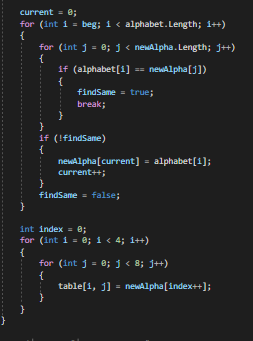 current = 0;
for (int i = beg; i < alphabet.Length; i++)
{
for (int j = 0; j < newAlpha.Length; j++)
{
if (alphabet[i] == newAlpha[j])
{
findSame = true;
break;
}
}
if (!findSame)
{
newAlpha[current] = alphabet[i];
current++;
}
findSame = false;
}
int index = 0;
for (int i = 0; i < 4; i++)
{
for (int j = 0; j < 8; j++)
{
table[i, j] = newAlpha[index++];
}
}
}